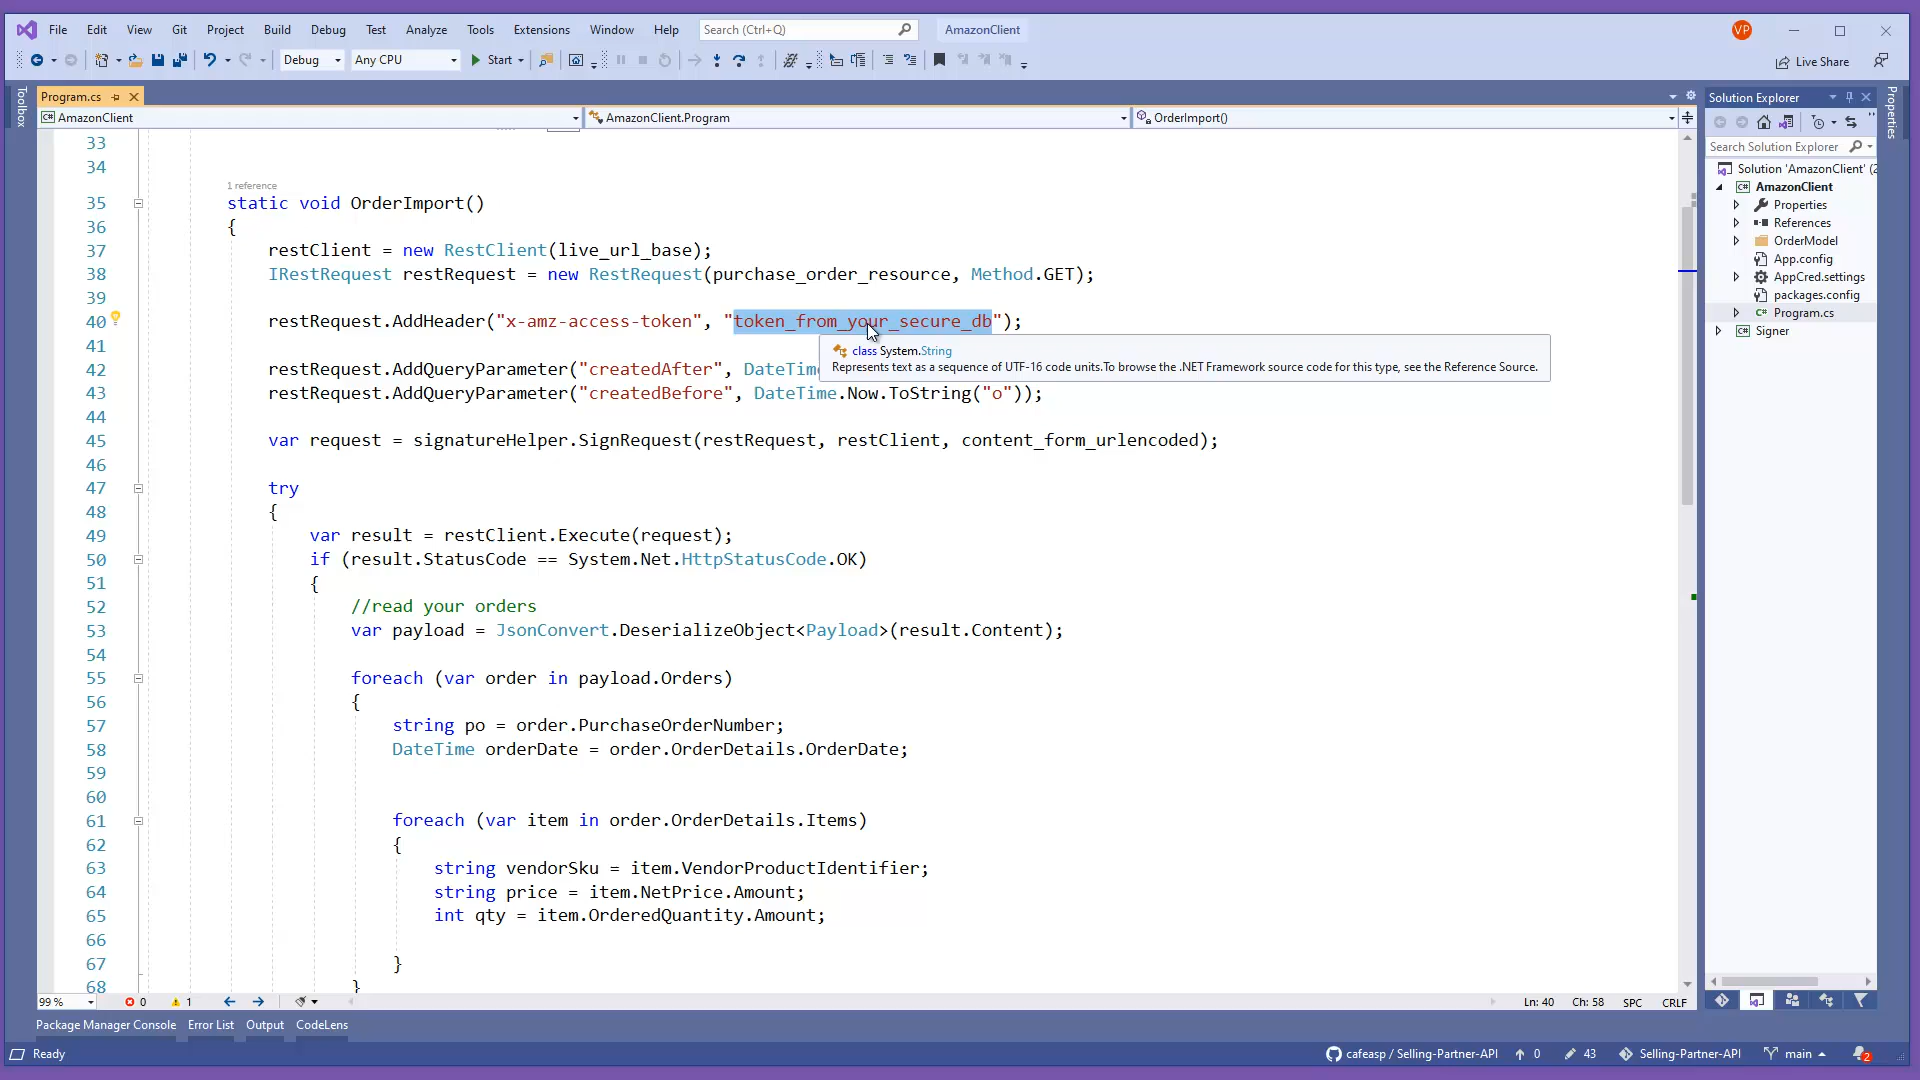 File Edit View Git Project Build Debug Test Analyze Tools Extensions Window Help Search (Ctrl+Q) AmazonClient VP
Debug Any CPU Start Live Share
Toolbox
Program.cs
AmazonClient AmazonClient.Program OrderImport()
33
34
1 reference
35 static void OrderImport()
36 {
37 restClient = new RestClient(live_url_base);
38 IRestRequest restRequest = new RestRequest(purchase_order_resource, Method.GET);
39
40 restRequest.AddHeader("x-amz-access-token", "token_from_your_secure_db");
class System.String
Represents text as a sequence of UTF-16 code units.To browse the .NET Framework source code for this type, see the Reference Source.
41
42 restRequest.AddQueryParameter("createdAfter", DateTime
43 restRequest.AddQueryParameter("createdBefore", DateTime.Now.ToString("o"));
44
45 var request = signatureHelper.SignRequest(restRequest, restClient, content_form_urlencoded);
46
47 try
48 {
49 var result = restClient.Execute(request);
50 if (result.StatusCode == System.Net.HttpStatusCode.OK)
51 {
52 //read your orders
53 var payload = JsonConvert.DeserializeObject<Payload>(result.Content);
54
55 foreach (var order in payload.Orders)
56 {
57 string po = order.PurchaseOrderNumber;
58 DateTime orderDate = order.OrderDetails.OrderDate;
59
60
61 foreach (var item in order.OrderDetails.Items)
62 {
63 string vendorSku = item.VendorProductIdentifier;
64 string price = item.NetPrice.Amount;
65 int qty = item.OrderedQuantity.Amount;
66
67 }
68 }
99 % 0 1 Ln: 40 Ch: 58 SPC CRLF
Solution Explorer
Search Solution Explorer
Solution 'AmazonClient' (2
AmazonClient
Properties
References
OrderModel
App.config
AppCred.settings
packages.config
Program.cs
Signer
Properties
Package Manager Console Error List Output CodeLens
Ready cafeasp / Selling-Partner-API 0 43 Selling-Partner-API main 2